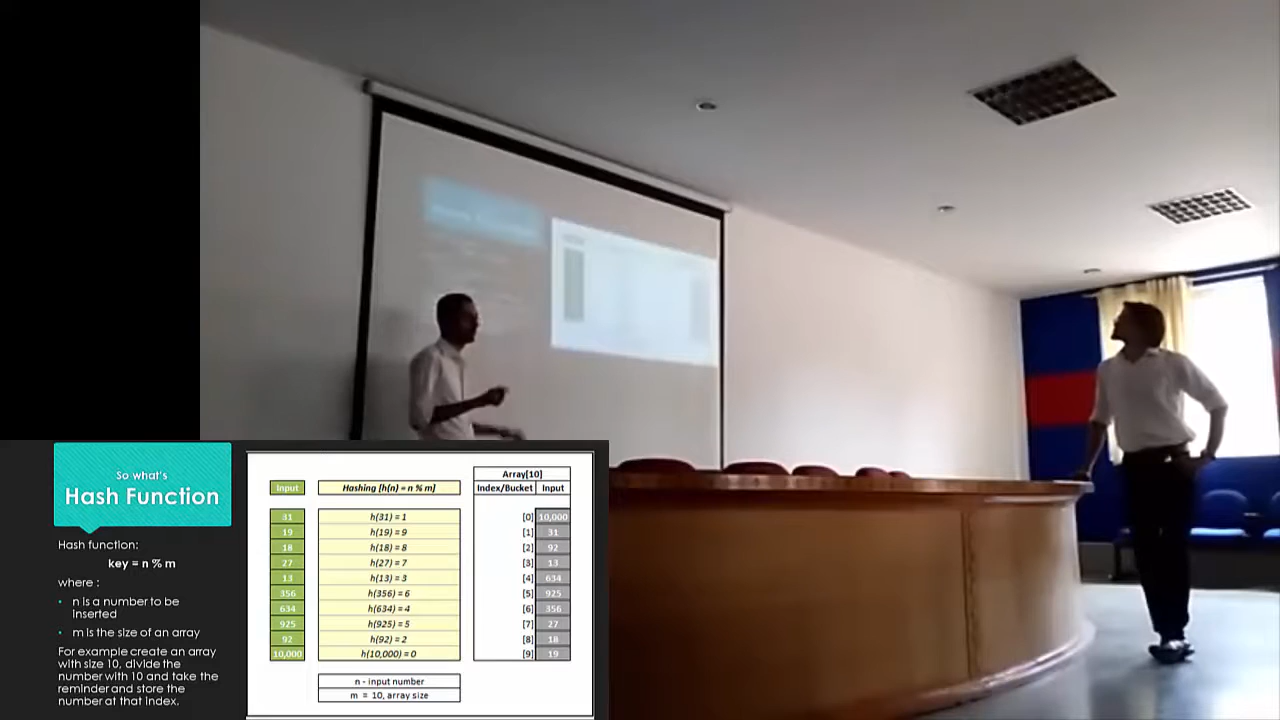 So what's
Hash Function
Hash function:
key = n % m
where :
• n is a number to be
inserted
• m is the size of an array
For example create an array
with size 10, divide the
number with 10 and take the
reminder and store the
number at that index.
Input
31
19
18
27
13
356
634
925
92
10,000
Hashing [h(n) = n % m]
h(31) = 1
h(19) = 9
h(18) = 8
h(27) = 7
h(13) = 3
h(356) = 6
h(634) = 4
h(925) = 5
h(92) = 2
h(10,000) = 0
n - input number
m = 10, array size
Array[10]
Index/Bucket Input
[0] 10,000
[1] 31
[2] 92
[3] 13
[4] 634
[5] 925
[6] 356
[7] 27
[8] 18
[9] 19